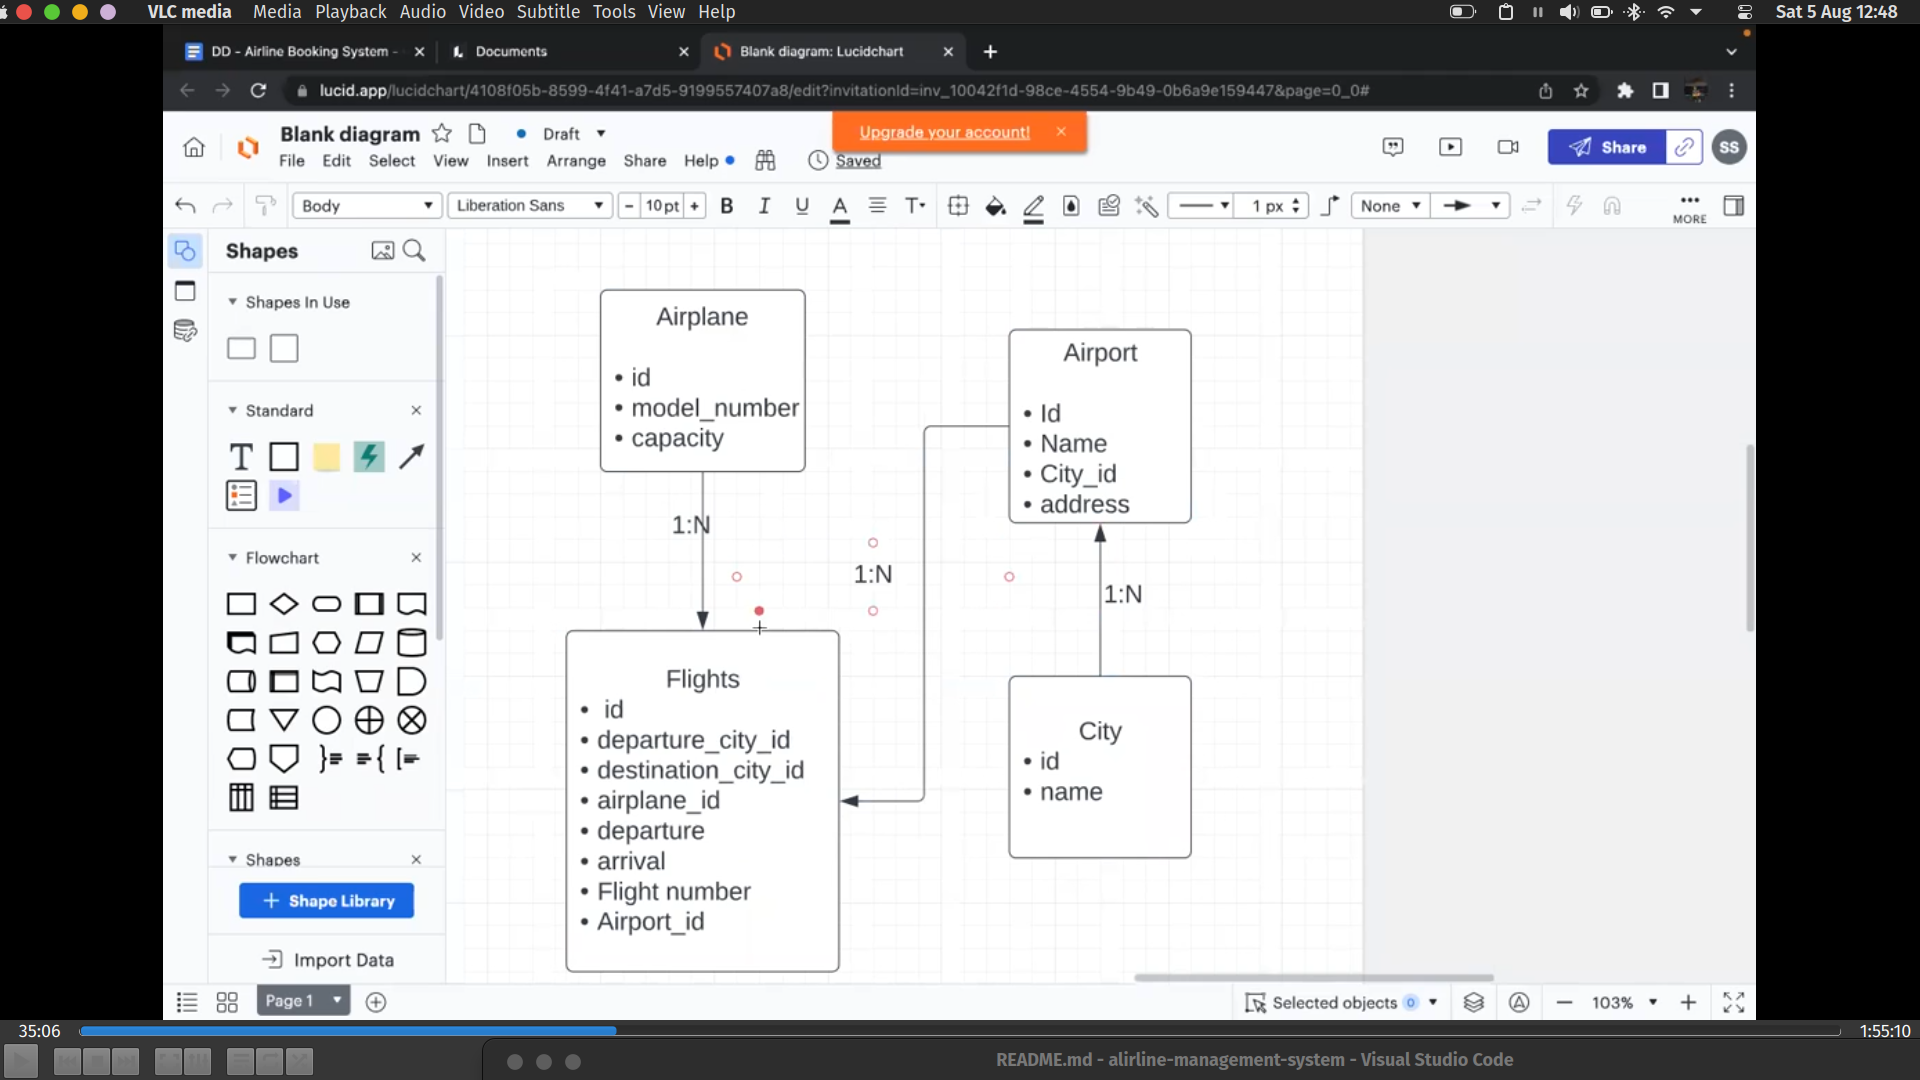 VLC media Media Playback Audio Video Subtitle Tools View Help Sat 5 Aug 12:48
DD - Airline Booking System - Documents Blank diagram: Lucidchart
lucid.app/lucidchart/4108f05b-8599-4f41-a7d5-9199557407a8/edit?invitationId=inv_10042f1d-98ce-4554-9b49-0b6a9e159447&page=0_0#
Blank diagram Draft Upgrade your account!
File Edit Select View Insert Arrange Share Help Saved Share SS
Body Liberation Sans 10 pt B I U A T 1 px None MORE
Shapes
Shapes In Use
Standard
T
Flowchart
Shapes
Shape Library
Import Data
Airplane
• id
• model_number
• capacity
Airport
• Id
• Name
• City_id
• address
1:N
1:N
1:N
Flights
• id
• departure_city_id
• destination_city_id
• airplane_id
• departure
• arrival
• Flight number
• Airport_id
City
• id
• name
Page 1 Selected objects 0 103%
35:06 1:55:10
README.md - alirline-management-system - Visual Studio Code